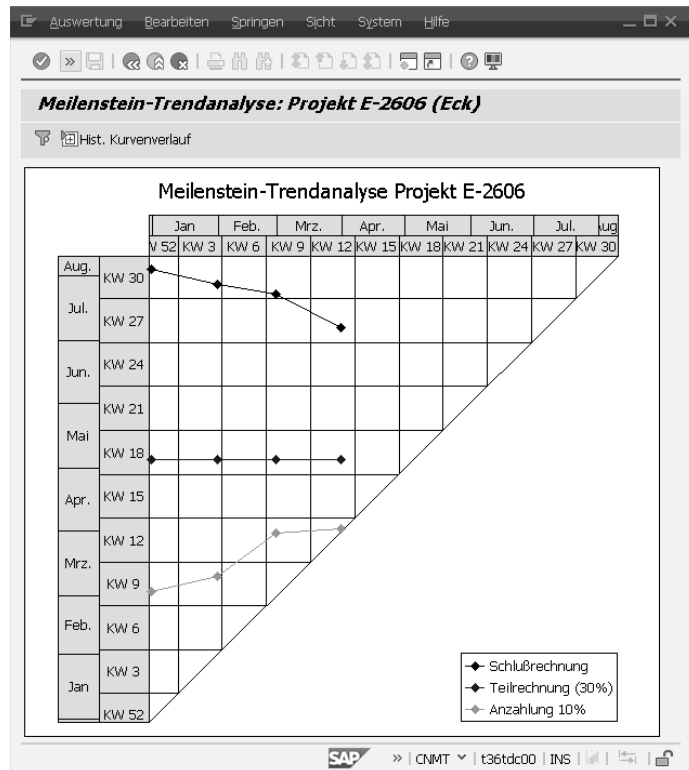 Auswertung Bearbeiten Springen Sicht System Hilfe
Meilenstein-Trendanalyse: Projekt E-2606 (Eck)
Hist. Kurvenverlauf
Meilenstein-Trendanalyse Projekt E-2606
Jan Feb. Mrz. Apr. Mai Jun. Jul. Aug
V 52 KW 3 KW 6 KW 9 KW 12 KW 15 KW 18 KW 21 KW 24 KW 27 KW 30
Aug.
KW 30
Jul.
KW 27
Jun.
KW 24
KW 21
Mai
KW 18
Apr.
KW 15
KW 12
Mrz.
KW 9
Feb.
KW 6
KW 3
Jan
KW 52
Schlußrechnung
Teilrechnung (30%)
Anzahlung 10%
SAP » CNMT t36tdc00 INS